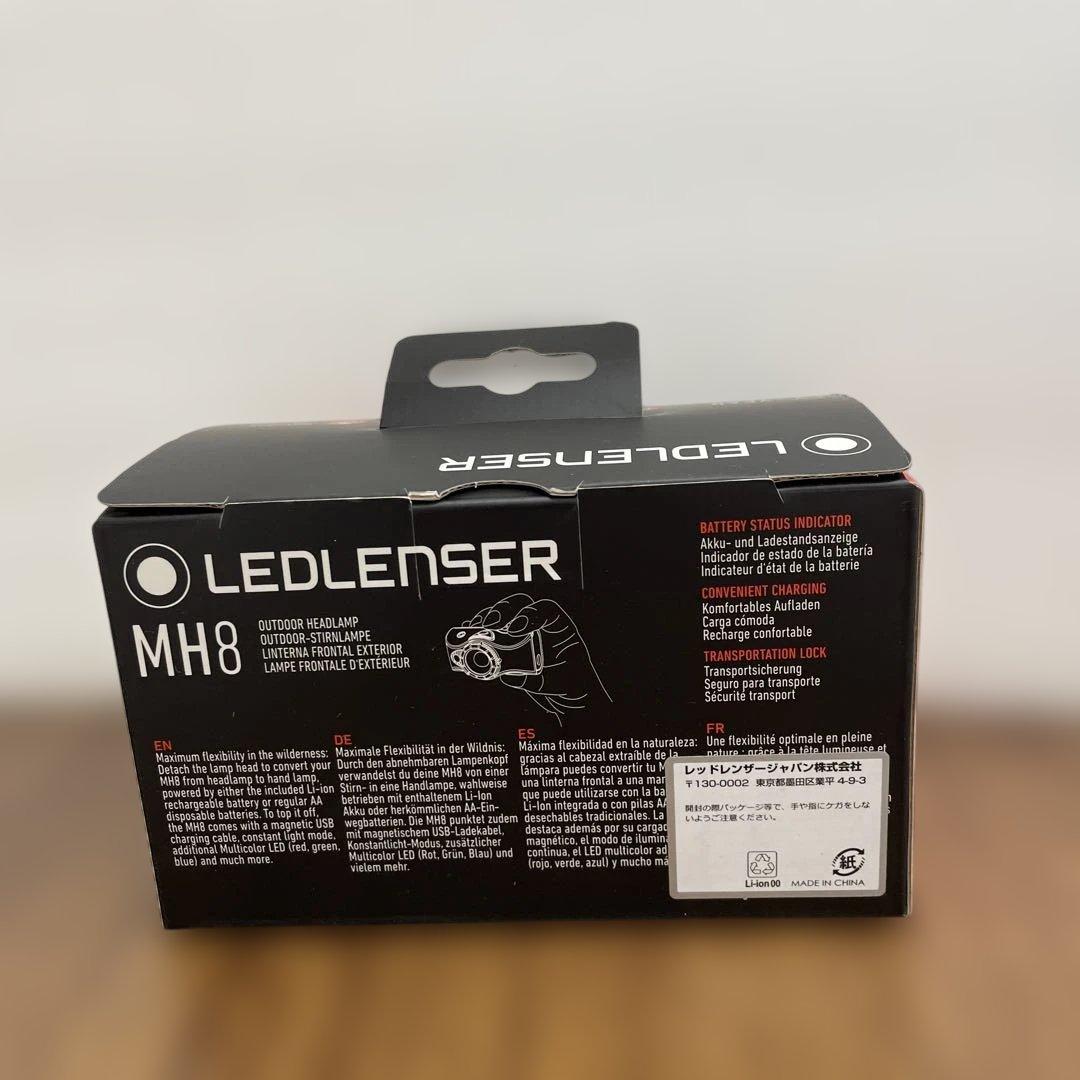 LEDLENSER
LEDLENSER
MH8
OUTDOOR HEADLAMP
OUTDOOR-STIRNLAMPE
LINTERNA FRONTAL EXTERIOR
LAMPE FRONTALE D'EXTÉRIEUR
BATTERY STATUS INDICATOR
Akku- und Ladestandsanzeige
Indicador de estado de la batería
Indicateur d'état de la batterie
CONVENIENT CHARGING
Komfortables Aufladen
Carga cómoda
Recharge confortable
TRANSPORTATION LOCK
Transportsicherung
Seguro para transporte
Sécurité transport
EN
Maximum flexibility in the wilderness:
Detach the lamp head to convert your
MH8 from headlamp to hand lamp,
powered by either the included Li-ion
rechargeable battery or regular AA
disposable batteries. To top it off,
the MH8 comes with a magnetic USB
charging cable, constant light mode,
additional Multicolor LED (red, green,
blue) and much more.
DE
Maximale Flexibilität in der Wildnis:
Durch den abnehmbaren Lampenkopf
verwandelst du deine MH8 von einer
Stirn- in eine Handlampe, wahlweise
betrieben mit enthaltenem Li-Ion
Akku oder herkömmlichen AA-Ein-
wegbatterien. Die MH8 punktet zudem
mit magnetischem USB-Ladekabel,
Konstantlicht-Modus, zusätzlicher
Multicolor LED (Rot, Grün, Blau) und
vielem mehr.
ES
Máxima flexibilidad en la naturaleza:
gracias al cabezal extraíble de la
lámpara puedes convertir tu
una linterna frontal a una
que puede utilizarse con la
Li-Ion integrada o con pilas
desechables tradicionales. La
destaca además por su
magnético, el modo de
continua, el LED multicolor
(rojo, verde, azul) y mucho
FR
Une flexibilité optimale en pleine
nature : grâce à la tête lumineuse et
レッドレンザージャパン株式会社
〒130-0002 東京都墨田区業平 4-9-3
開封の際パッケージ等で、手や指にケガをしな
いようご注意ください。
Li-ion 00
紙
MADE IN CHINA